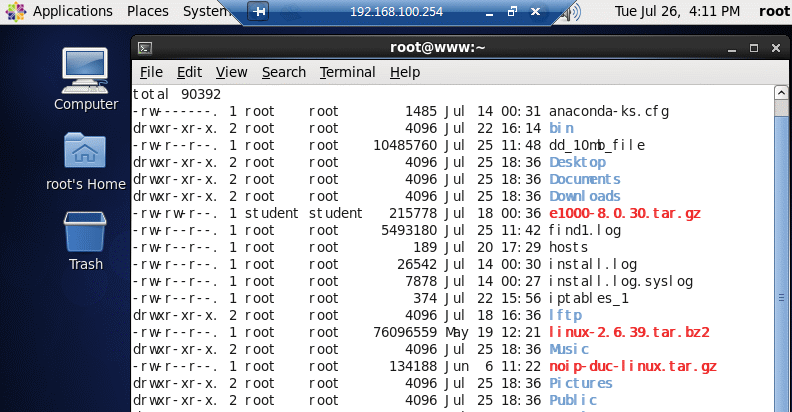 Applications Places System 192.168.100.254 Tue Jul 26, 4:11 PM root
root@www:~
File Edit View Search Terminal Help
Computer
root's Home
Trash
total 90392
-rw-------. 1 root root 1485 Jul 14 00:31 anaconda-ks.cfg
drwxr-xr-x. 2 root root 4096 Jul 22 16:14 bin
-rw-r--r--. 1 root root 10485760 Jul 25 11:48 dd_10mb_file
drwxr-xr-x. 2 root root 4096 Jul 25 18:36 Desktop
drwxr-xr-x. 2 root root 4096 Jul 25 18:36 Documents
drwxr-xr-x. 2 root root 4096 Jul 25 18:36 Downloads
-rw-rw-r--. 1 student student 215778 Jul 18 00:36 e1000-8.0.30.tar.gz
-rw-r--r--. 1 root root 5493180 Jul 25 11:42 find1.log
-rw-r--r--. 1 root root 189 Jul 20 17:29 hosts
-rw-r--r--. 1 root root 26542 Jul 14 00:30 install.log
-rw-r--r--. 1 root root 7878 Jul 14 00:27 install.log.syslog
-rw-r--r--. 1 root root 374 Jul 22 15:56 iptables_1
drwxr-xr-x. 2 root root 4096 Jul 18 16:36 lftp
-rw-r--r--. 1 root root 76096559 May 19 12:21 linux-2.6.39.tar.bz2
drwxr-xr-x. 2 root root 4096 Jul 25 18:36 Music
-rw-r--r--. 1 root root 134188 Jun 6 11:22 noip-duc-linux.tar.gz
drwxr-xr-x. 2 root root 4096 Jul 25 18:36 Pictures
drwxr-xr-x. 2 root root 4096 Jul 25 18:36 Public